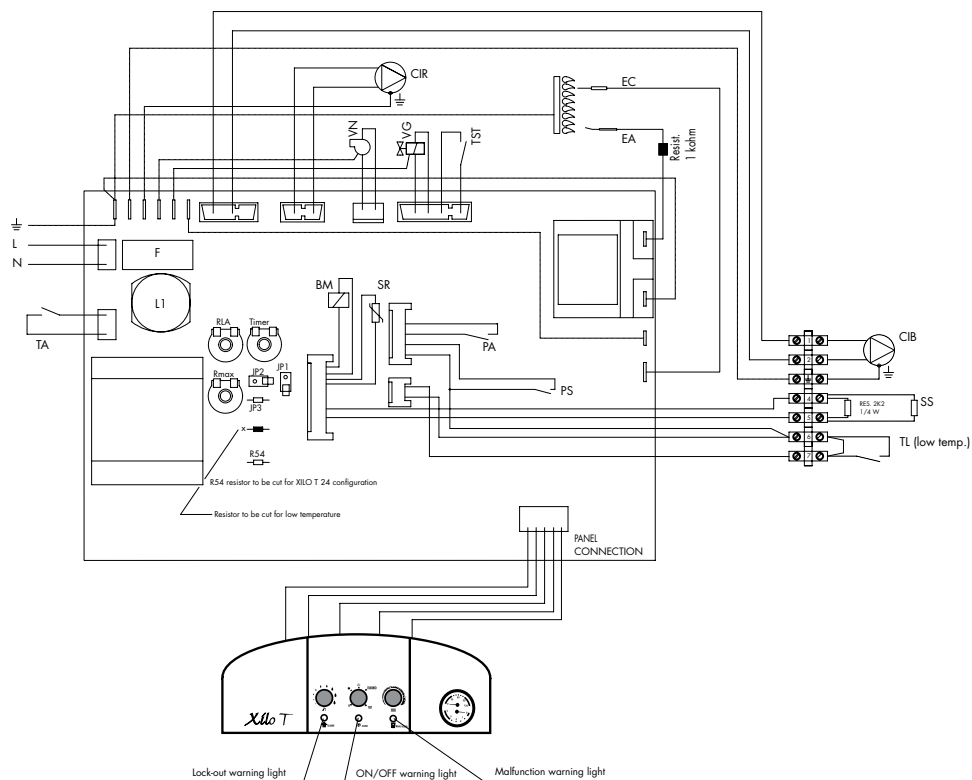 CIR
EC
EA
Resist.
1 kohm
VN
VG
TST
L
N
F
L1
TA
BM
SR
RLA
Timer
PA
Rmax
JP2
JP1
JP3
PS
x
R54
R54 resistor to be cut for XILO T 24 configuration
Resistor to be cut for low temperature
1
2
CIB
4
RES. 2K2
1/4 W
SS
5
6
TL (low temp.)
7
PANEL
CONNECTION
Xilo T
Lock-out warning light
ON/OFF warning light
Malfunction warning light